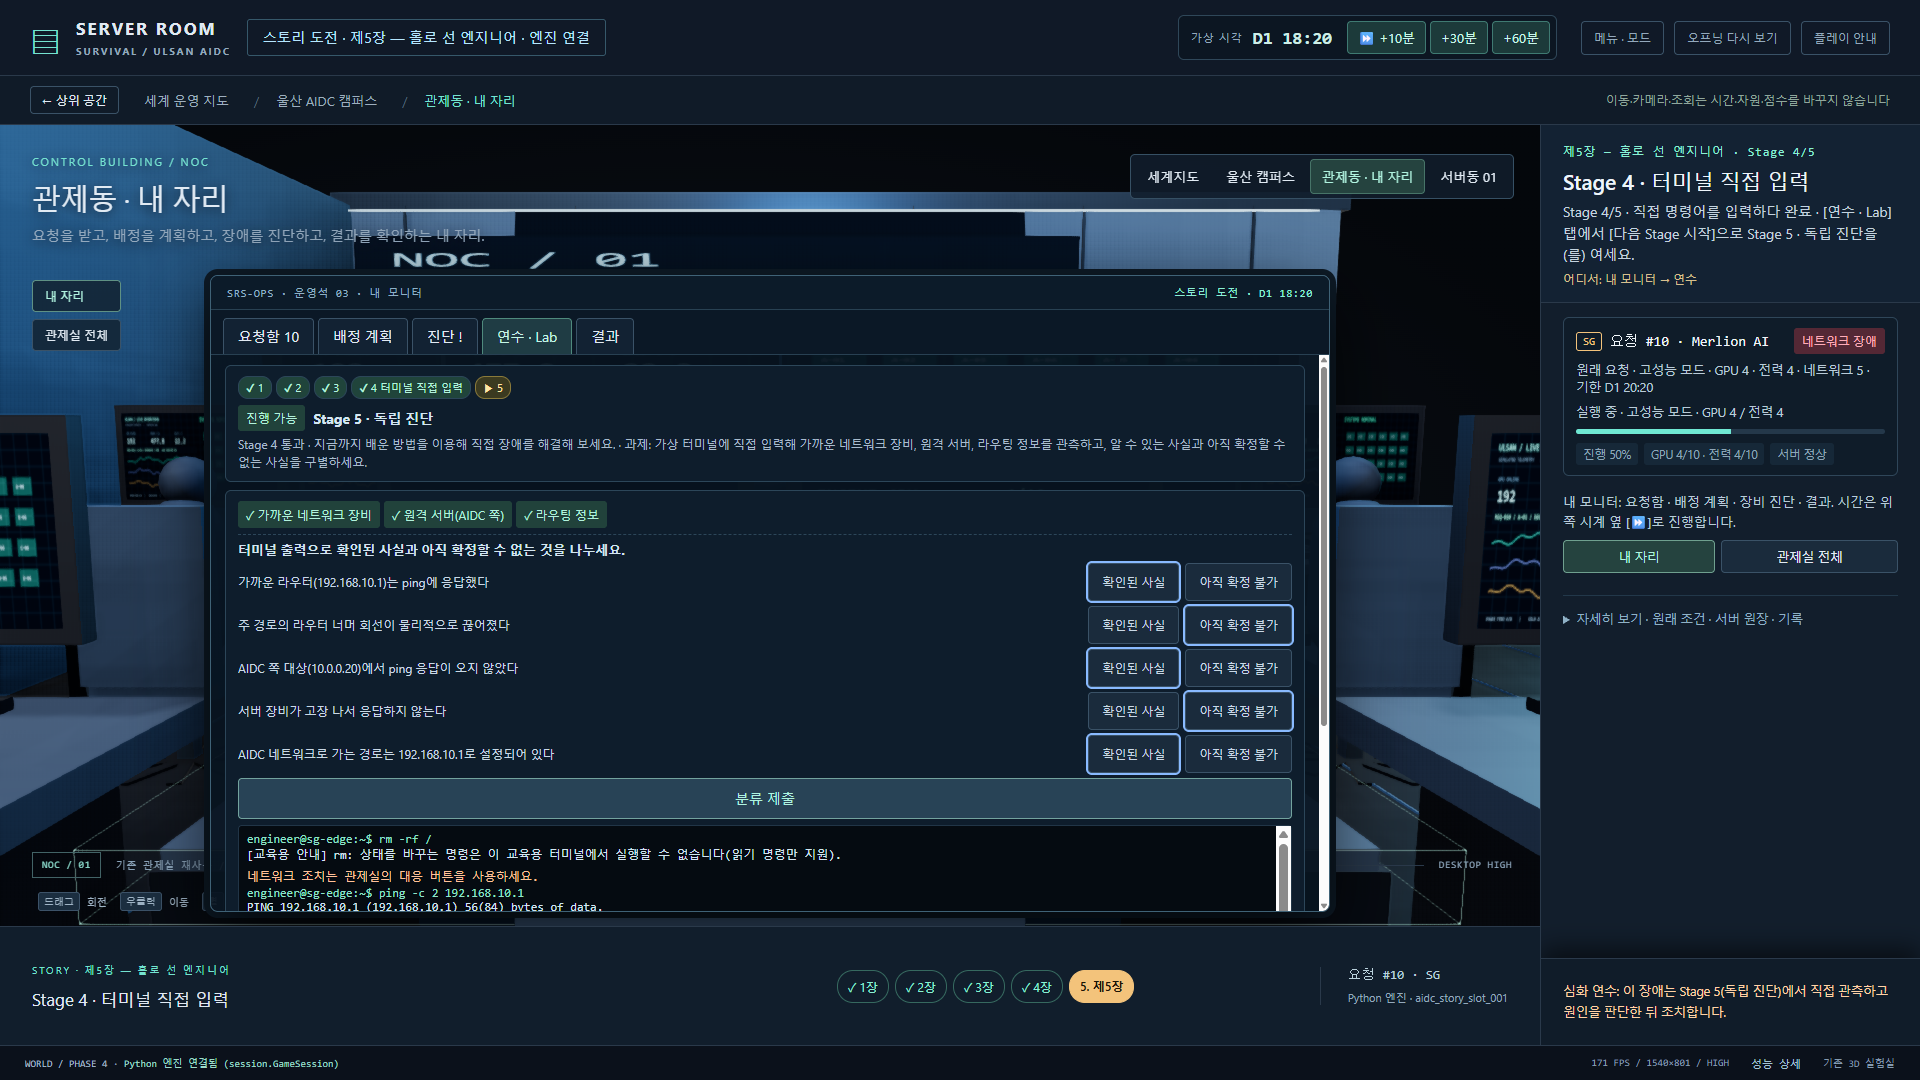 SERVER ROOM
SURVIVAL / ULSAN AIDC
스토리 도전 · 제5장 — 홀로 선 엔지니어 · 엔진 연결
가상 시각 D1 18:20 ⏩ +10분 +30분 +60분
메뉴 · 모드 오프닝 다시 보기 플레이 안내
← 상위 공간 세계 운영 지도 / 울산 AIDC 캠퍼스 / 관제동 · 내 자리
이동·카메라·조회는 시간·자원·점수를 바꾸지 않습니다
CONTROL BUILDING / NOC
관제동 · 내 자리
요청을 받고, 배정을 계획하고, 장애를 진단하고, 결과를 확인하는 내 자리.
내 자리
관제실 전체
세계지도 울산 캠퍼스 관제동 · 내 자리 서버동 01
NOC / 01
SRS-OPS · 운영석 03 · 내 모니터
스토리 도전 · D1 18:20
요청함 10 배정 계획 진단 ! 연수 · Lab 결과
✓ 1 ✓ 2 ✓ 3 ✓ 4 터미널 직접 입력 ▶ 5
진행 가능 Stage 5 · 독립 진단
Stage 4 통과 · 지금까지 배운 방법을 이용해 직접 장애를 해결해 보세요. · 과제: 가상 터미널에 직접 입력해 가까운 네트워크 장비, 원격 서버, 라우팅 정보를 관측하고, 알 수 있는 사실과 아직 확정할 수
없는 사실을 구별하세요.
✓ 가까운 네트워크 장비 ✓ 원격 서버(AIDC 쪽) ✓ 라우팅 정보
터미널 출력으로 확인된 사실과 아직 확정할 수 없는 것을 나누세요.
가까운 라우터(192.168.10.1)는 ping에 응답했다 확인된 사실 아직 확정 불가
주 경로의 라우터 너머 회선이 물리적으로 끊어졌다 확인된 사실 아직 확정 불가
AIDC 쪽 대상(10.0.0.20)에서 ping 응답이 오지 않았다 확인된 사실 아직 확정 불가
서버 장비가 고장 나서 응답하지 않는다 확인된 사실 아직 확정 불가
AIDC 네트워크로 가는 경로는 192.168.10.1로 설정되어 있다 확인된 사실 아직 확정 불가
분류 제출
engineer@sg-edge:~$ rm -rf /
[교육용 안내] rm: 상태를 바꾸는 명령은 이 교육용 터미널에서 실행할 수 없습니다(읽기 명령만 지원).
네트워크 조치는 관제실의 대응 버튼을 사용하세요.
engineer@sg-edge:~$ ping -c 2 192.168.10.1
PING 192.168.10.1 (192.168.10.1) 56(84) bytes of data.
NOC / 01 기존 관제실 재사
드래그 회전 우클릭 이동
DESKTOP HIGH
제5장 — 홀로 선 엔지니어 · Stage 4/5
Stage 4 · 터미널 직접 입력
Stage 4/5 · 직접 명령어를 입력하다 완료 · [연수 · Lab]
탭에서 [다음 Stage 시작]으로 Stage 5 · 독립 진단을
(를) 여세요.
어디서: 내 모니터 → 연수
SG 요청 #10 · Merlion AI 네트워크 장애
원래 요청 · 고성능 모드 · GPU 4 · 전력 4 · 네트워크 5 ·
기한 D1 20:20
실행 중 · 고성능 모드 · GPU 4 / 전력 4
진행 50% GPU 4/10 · 전력 4/10 서버 정상
내 모니터: 요청함 · 배정 계획 · 장비 진단 · 결과. 시간은 위
쪽 시계 옆 [⏩]로 진행합니다.
내 자리 관제실 전체
▶ 자세히 보기 · 원래 조건 · 서버 원장 · 기록
심화 연수: 이 장애는 Stage 5(독립 진단)에서 직접 관측하고
원인을 판단한 뒤 조치합니다.
STORY · 제5장 — 홀로 선 엔지니어
Stage 4 · 터미널 직접 입력
✓ 1장 ✓ 2장 ✓ 3장 ✓ 4장 5. 제5장
요청 #10 · SG
Python 엔진 · aidc_story_slot_001
WORLD / PHASE 4 · Python 엔진 연결됨 (session.GameSession)
171 FPS / 1540×801 / HIGH 성능 상세 기존 3D 실험실